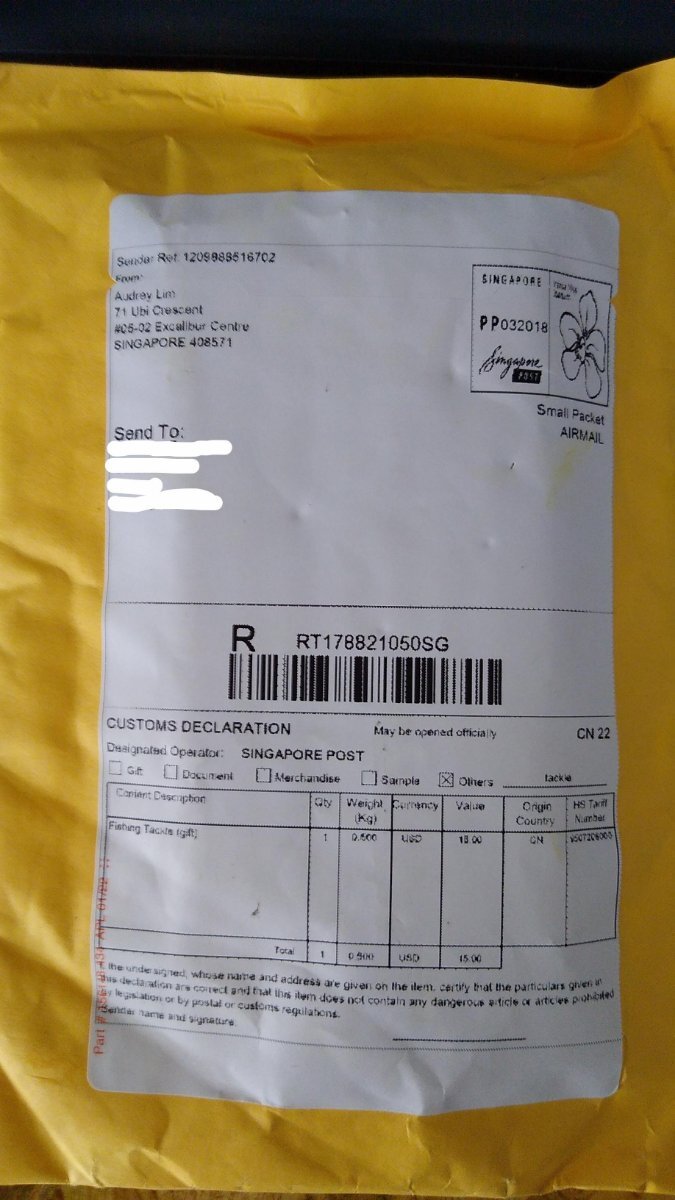 Sender Ref: 1209888616702
From:
Audrey Lim
71 Ubi Crescent
#05-02 Excalibur Centre
SINGAPORE 408571
SINGAPORE
PP032018
Singapore
POST
Small Packet
AIRMAIL
Send To:
R RT178821050SG
CUSTOMS DECLARATION May be opened officially CN 22
Designated Operator: SINGAPORE POST
Gift Document Merchandise Sample Others tackle
Content Description Qty Weight (Kg) Currency Value Origin Country HS Tariff Number
Fishing Tackle (gift) 1 0.500 USD 15.00 CN
Total 1 0.500 USD 15.00
I the undersigned, whose name and address are given on the item, certify that the particulars given in
this declaration are correct and that this item does not contain any dangerous article or articles prohibited
by legislation or by postal or customs regulations.
Sender name and signature
Part #